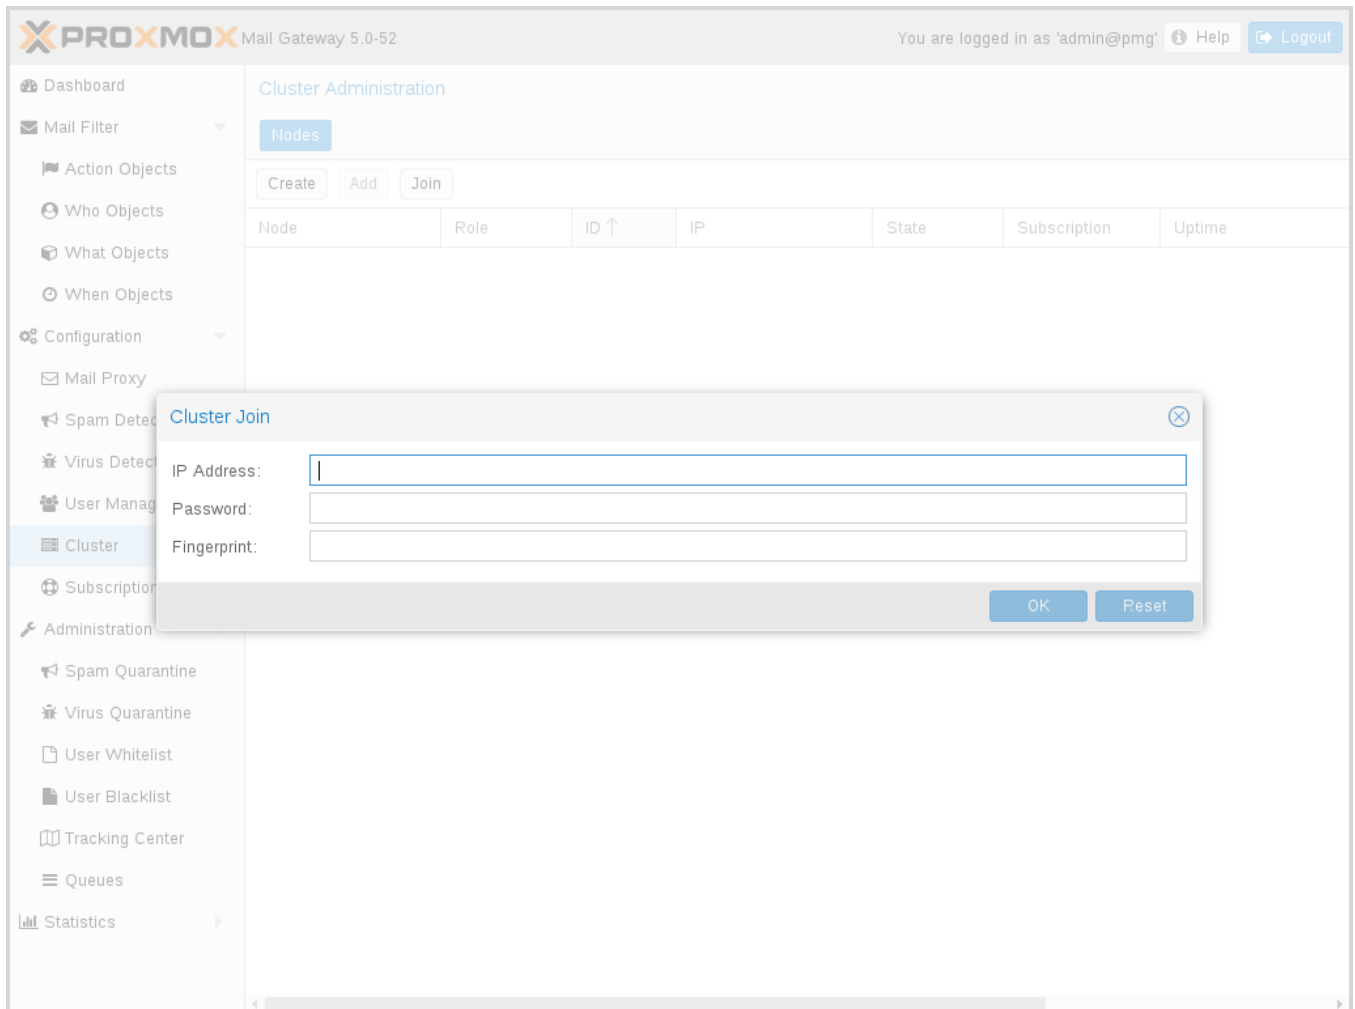 PROXMOX Mail Gateway 5.0-52 You are logged in as 'admin@pmg' Help Logout
Dashboard
Mail Filter
Action Objects
Who Objects
What Objects
When Objects
Configuration
Mail Proxy
Spam Detec
Virus Detect
User Manag
Cluster
Subscription
Administration
Spam Quarantine
Virus Quarantine
User Whitelist
User Blacklist
Tracking Center
Queues
Statistics
Cluster Administration
Nodes
Create Add Join
Node Role ID IP State Subscription Uptime
Cluster Join
IP Address:
Password:
Fingerprint:
OK Reset